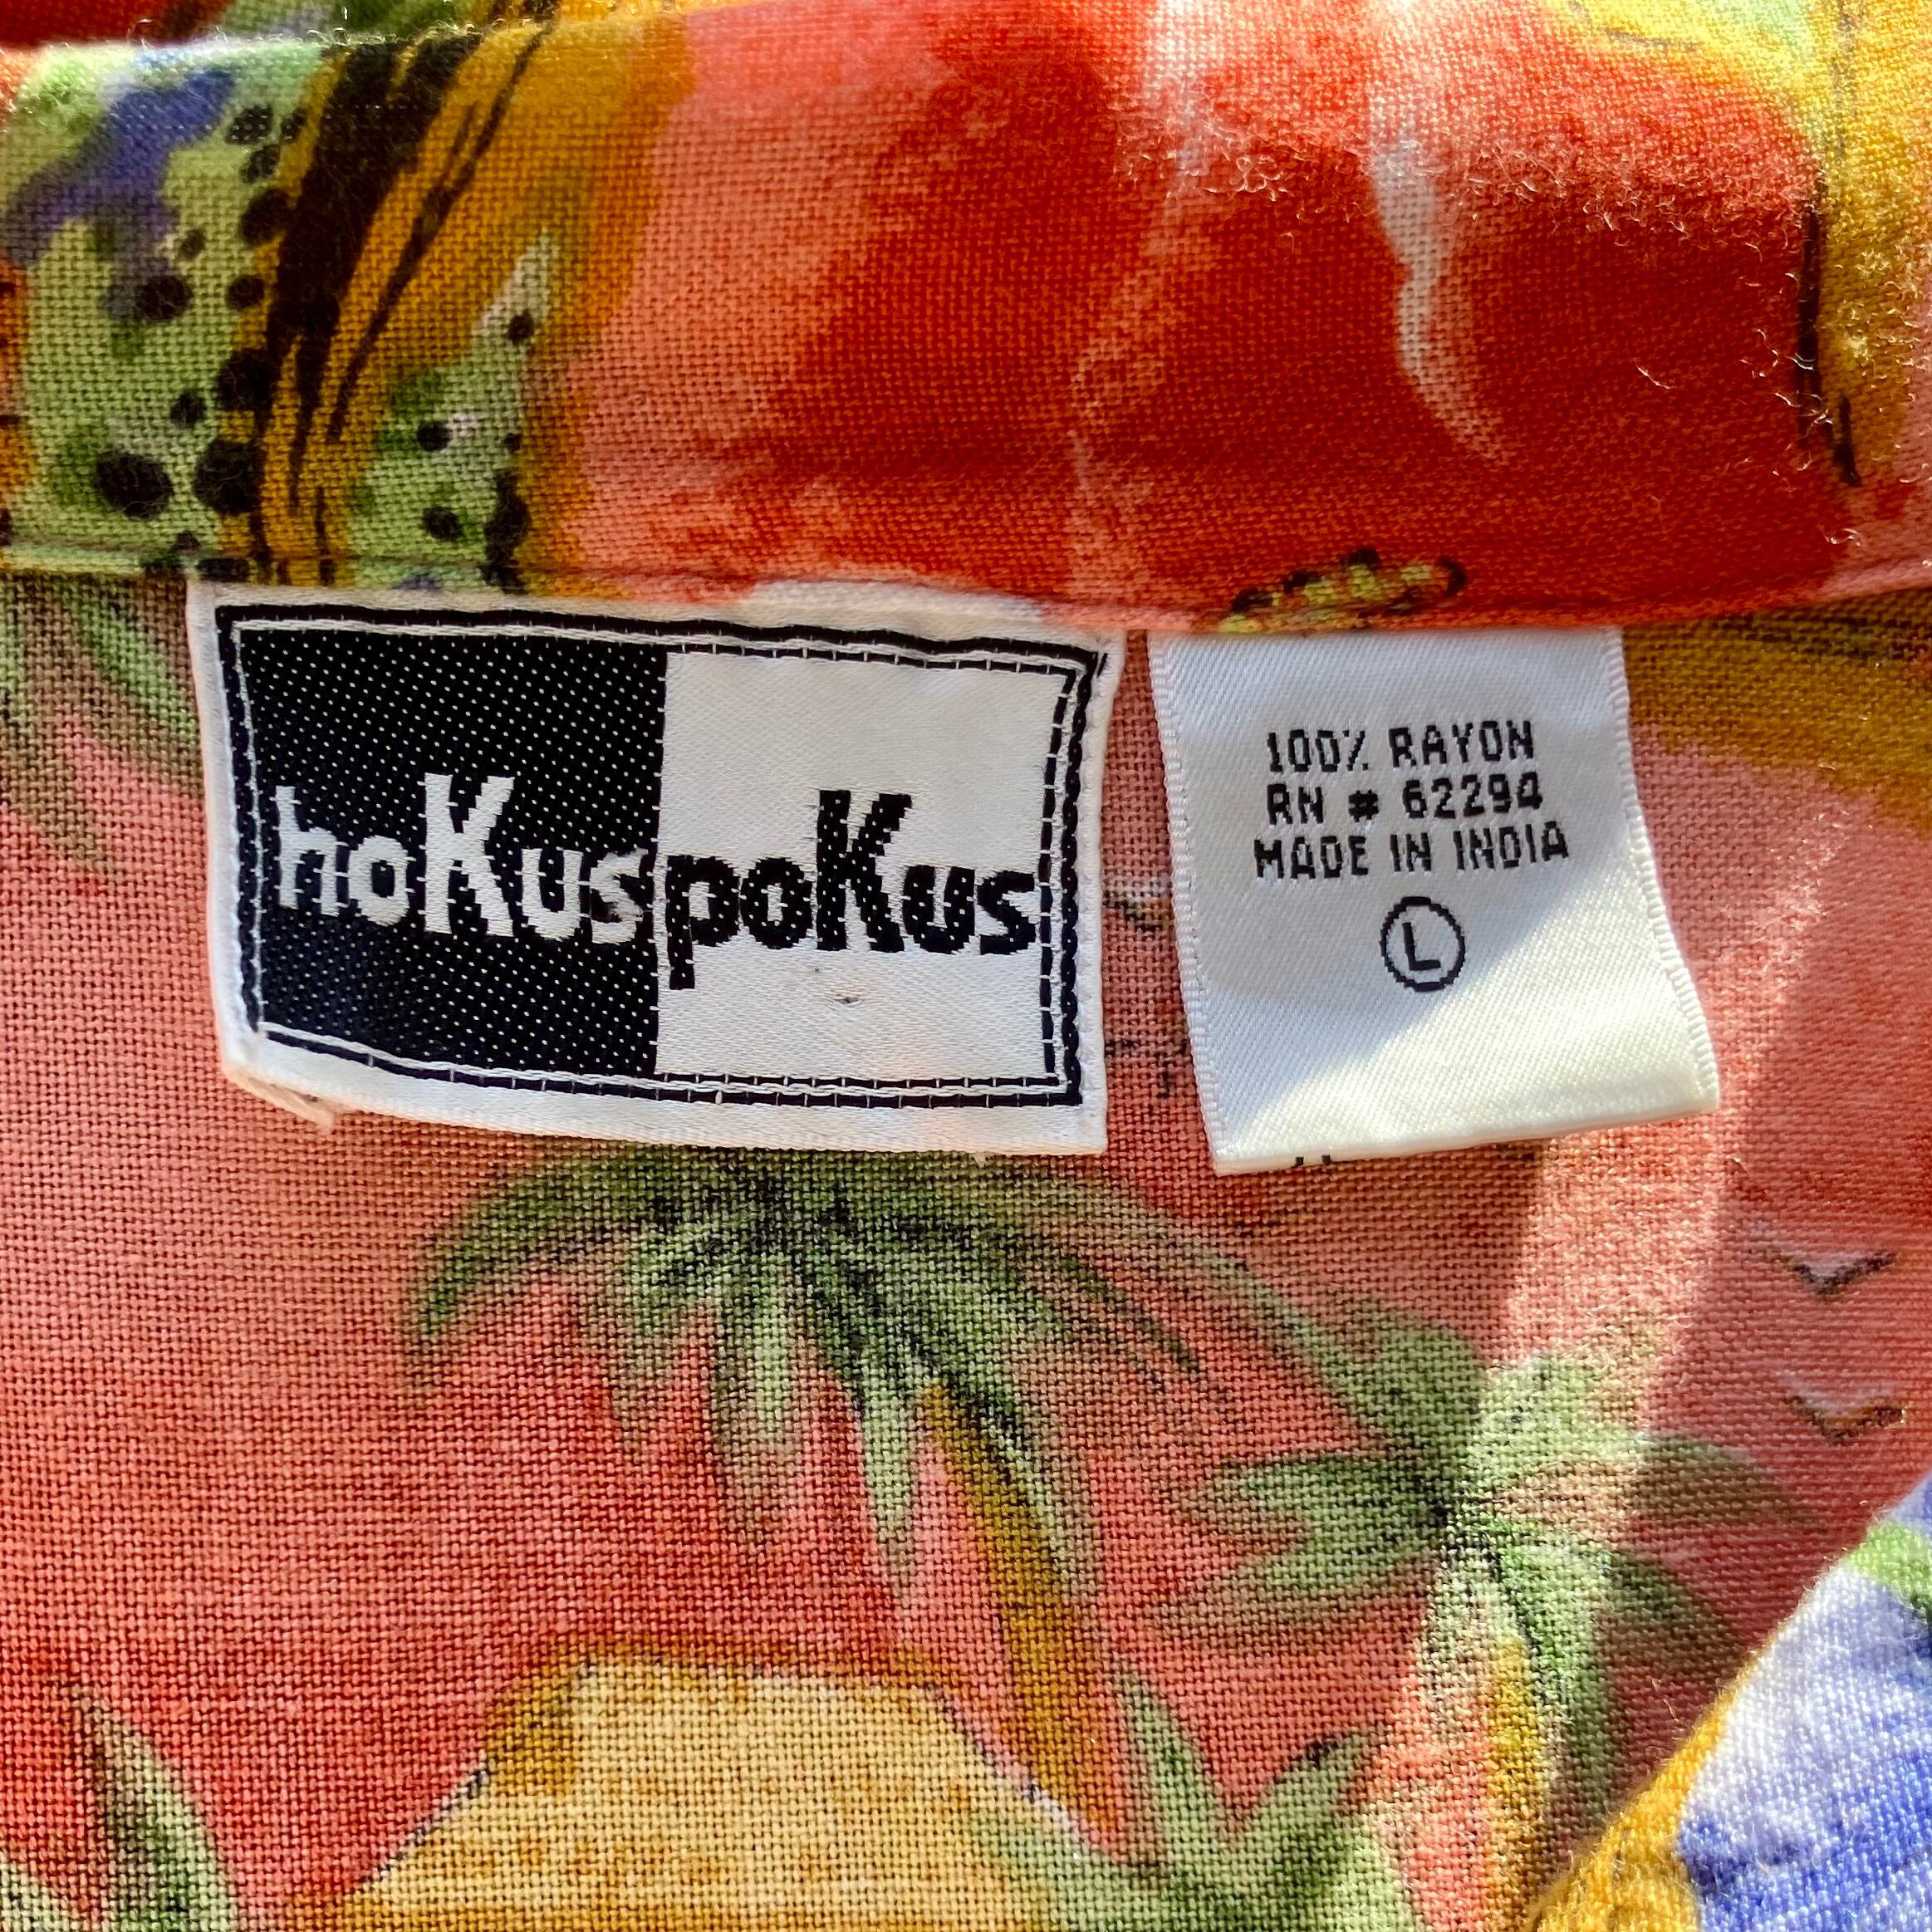 hoKuspoKus
100% RAYON
RN # 62294
MADE IN INDIA
L